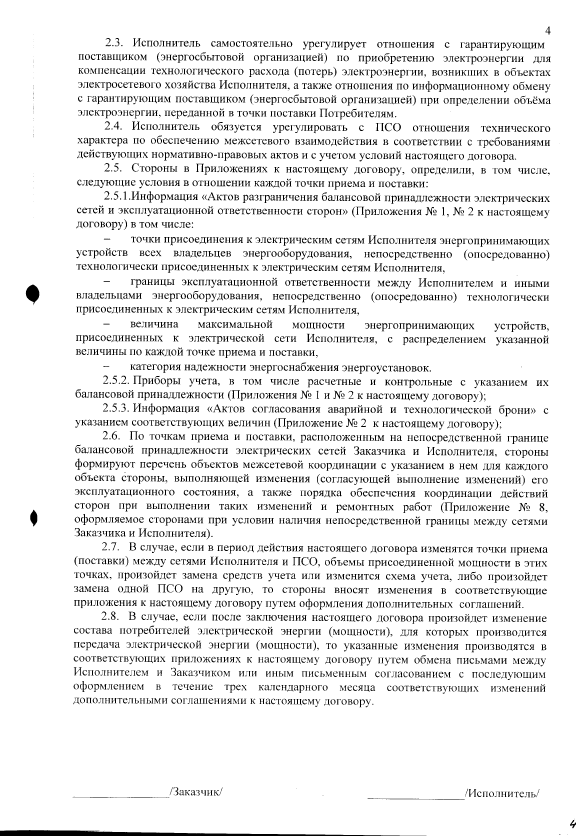 4
2.3. Исполнитель самостоятельно урегулирует отношения с гарантирующим
поставщиком (энергосбытовой организацией) по приобретению электроэнергии для
компенсации технологического расхода (потерь) электроэнергии, возникших в объектах
электросетевого хозяйства Исполнителя, а также отношения по информационному обмену
с гарантирующим поставщиком (энергосбытовой организацией) при определении объёма
электроэнергии, переданной в точки поставки Потребителям.
2.4. Исполнитель обязуется урегулировать с ПСО отношения технического
характера по обеспечению межсетевого взаимодействия в соответствии с требованиями
действующих нормативно-правовых актов и с учетом условий настоящего договора.
2.5. Стороны в Приложениях к настоящему договору, определили, в том числе,
следующие условия в отношении каждой точки приема и поставки:
2.5.1.Информация «Актов разграничения балансовой принадлежности электрических
сетей и эксплуатационной ответственности сторон» (Приложения № 1, № 2 к настоящему
договору) в том числе:
– точки присоединения к электрическим сетям Исполнителя энергопринимающих
устройств всех владельцев энергооборудования, непосредственно (опосредованно)
технологически присоединенных к электрическим сетям Исполнителя,
– границы эксплуатационной ответственности между Исполнителем и иными
владельцами энергооборудования, непосредственно (опосредованно) технологически
присоединенных к электрическим сетям Исполнителя,
– величина максимальной мощности энергопринимающих устройств,
присоединенных к электрической сети Исполнителя, с распределением указанной
величины по каждой точке приема и поставки,
– категория надежности энергоснабжения энергоустановок.
2.5.2. Приборы учета, в том числе расчетные и контрольные с указанием их
балансовой принадлежности (Приложения № 1 и № 2 к настоящему договору);
2.5.3. Информация «Актов согласования аварийной и технологической брони» с
указанием соответствующих величин (Приложение № 2 к настоящему договору);
2.6. По точкам приема и поставки, расположенным на непосредственной границе
балансовой принадлежности электрических сетей Заказчика и Исполнителя, стороны
формируют перечень объектов межсетевой координации с указанием в нем для каждого
объекта стороны, выполняющей изменения (согласующей выполнение изменений) его
эксплуатационного состояния, а также порядка обеспечения координации действий
сторон при выполнении таких изменений и ремонтных работ (Приложение № 8,
оформляемое сторонами при условии наличия непосредственной границы между сетями
Заказчика и Исполнителя).
2.7. В случае, если в период действия настоящего договора изменятся точки приема
(поставки) между сетями Исполнителя и ПСО, объемы присоединенной мощности в этих
точках, произойдет замена средств учета или изменится схема учета, либо произойдет
замена одной ПСО на другую, то стороны вносят изменения в соответствующие
приложения к настоящему договору путем оформления дополнительных соглашений.
2.8. В случае, если после заключения настоящего договора произойдет изменение
состава потребителей электрической энергии (мощности), для которых производится
передача электрической энергии (мощности), то указанные изменения производятся в
соответствующих приложениях к настоящему договору путем обмена письмами между
Исполнителем и Заказчиком или иным письменным согласованием с последующим
оформлением в течение трех календарного месяца соответствующих изменений
дополнительными соглашениями к настоящему договору.
_______________/Заказчик/ _______________/Исполнитель/
4